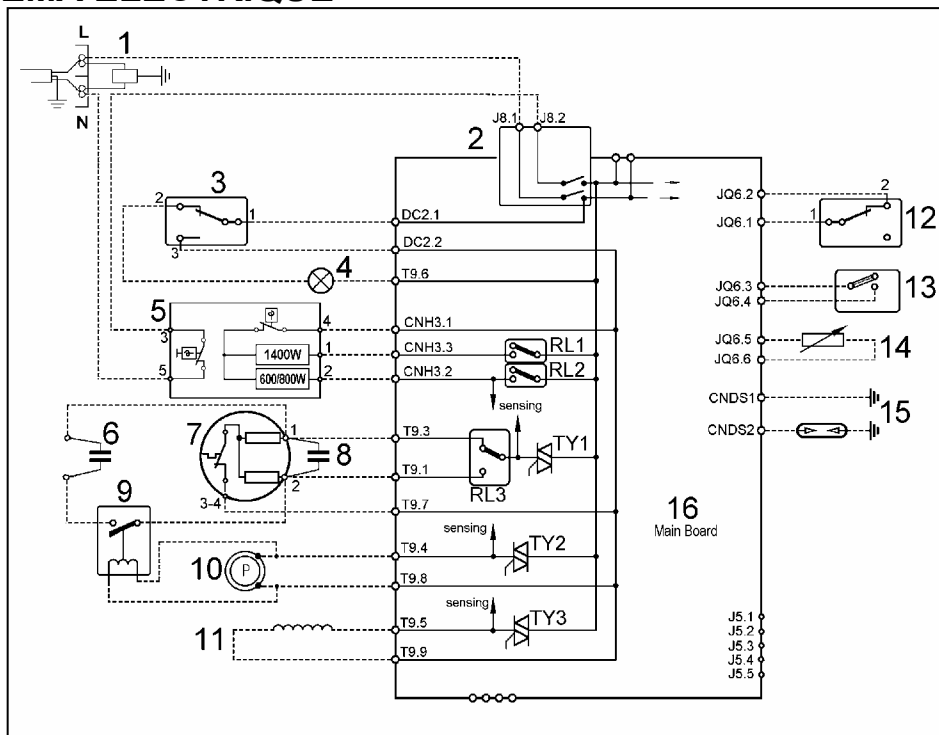 L
1
N
J8.1
J8.2
2
3
2
1
3
DC2.1
DC2.2
4
T9.6
JQ6.2
2
JQ6.1
1
12
13
JQ6.3
JQ6.4
5
3
4
CNH3.1
1400W
1
CNH3.3
RL1
600/800W
2
CNH3.2
RL2
5
sensing
JQ6.5
JQ6.6
14
CNDS1
15
CNDS2
6
7
1
8
T9.3
TY1
2
T9.1
RL3
3-4
T9.7
9
16
Main Board
sensing
10
P
T9.4
TY2
T9.8
sensing
11
T9.5
TY3
T9.9
J5.1
J5.2
J5.3
J5.4
J5.5